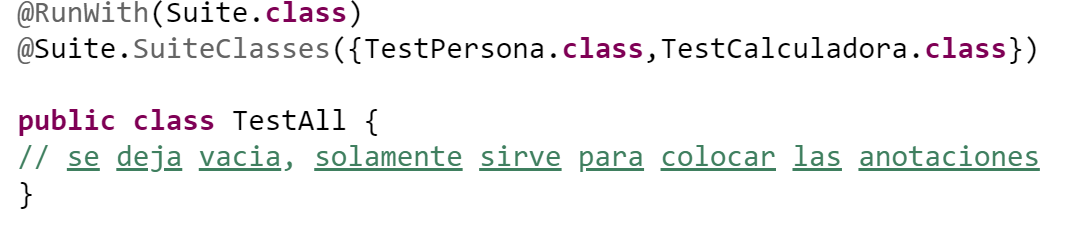 @RunWith(Suite.class)
@Suite.SuiteClasses({TestPersona.class,TestCalculadora.class})
public class TestAll {
// se deja vacia, solamente sirve para colocar las anotaciones
}